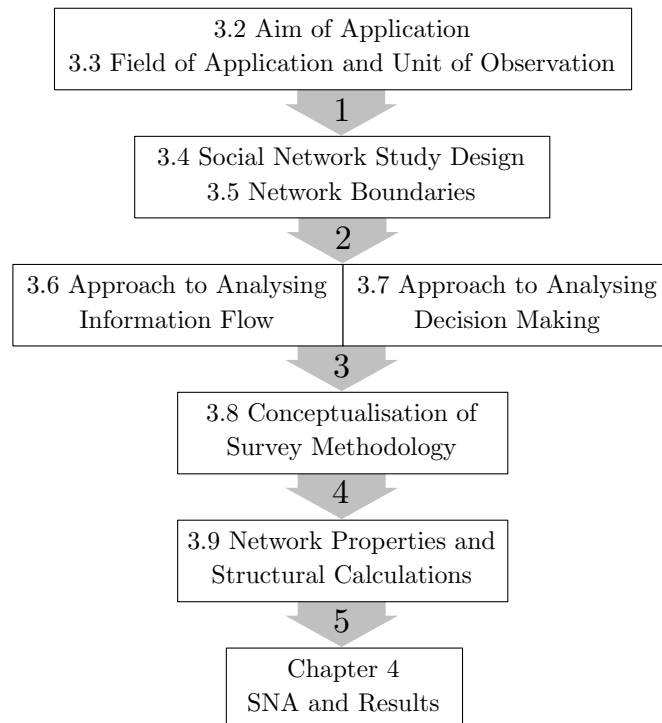 3.2 Aim of Application
3.3 Field of Application and Unit of Observation
1
3.4 Social Network Study Design
3.5 Network Boundaries
2
3.6 Approach to Analysing
Information Flow
3.7 Approach to Analysing
Decision Making
3
3.8 Conceptualisation of
Survey Methodology
4
3.9 Network Properties and
Structural Calculations
5
Chapter 4
SNA and Results